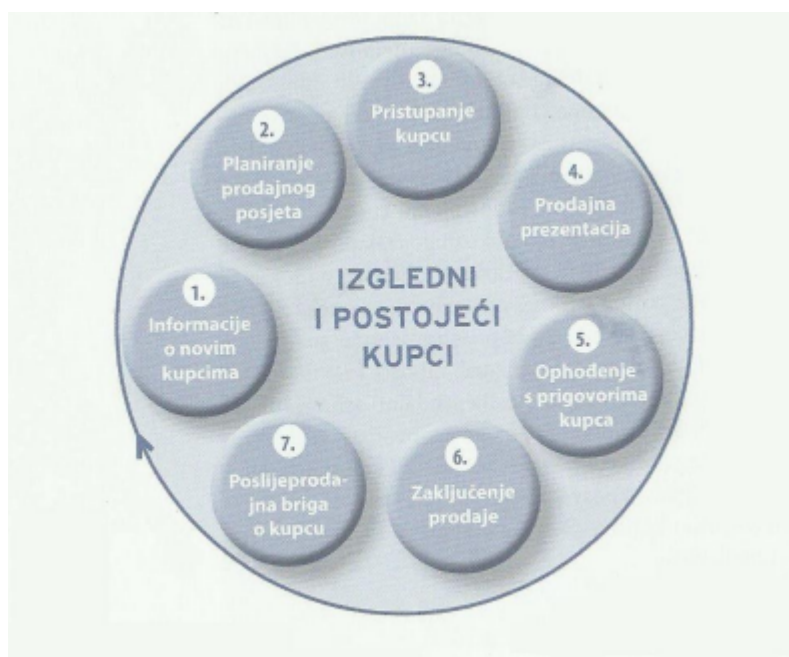 3.
Pristupanje
kupcu
2.
Planiranje
prodajnog
posjeta
4.
Prodajna
prezentacija
IZGLEDNI
I POSTOJEĆI
KUPCI
1.
Informacije
o novim
kupcima
5.
Ophođenje
s prigovorima
kupca
7.
Poslijeproda-
jna briga
o kupcu
6.
Zaključenje
prodaje